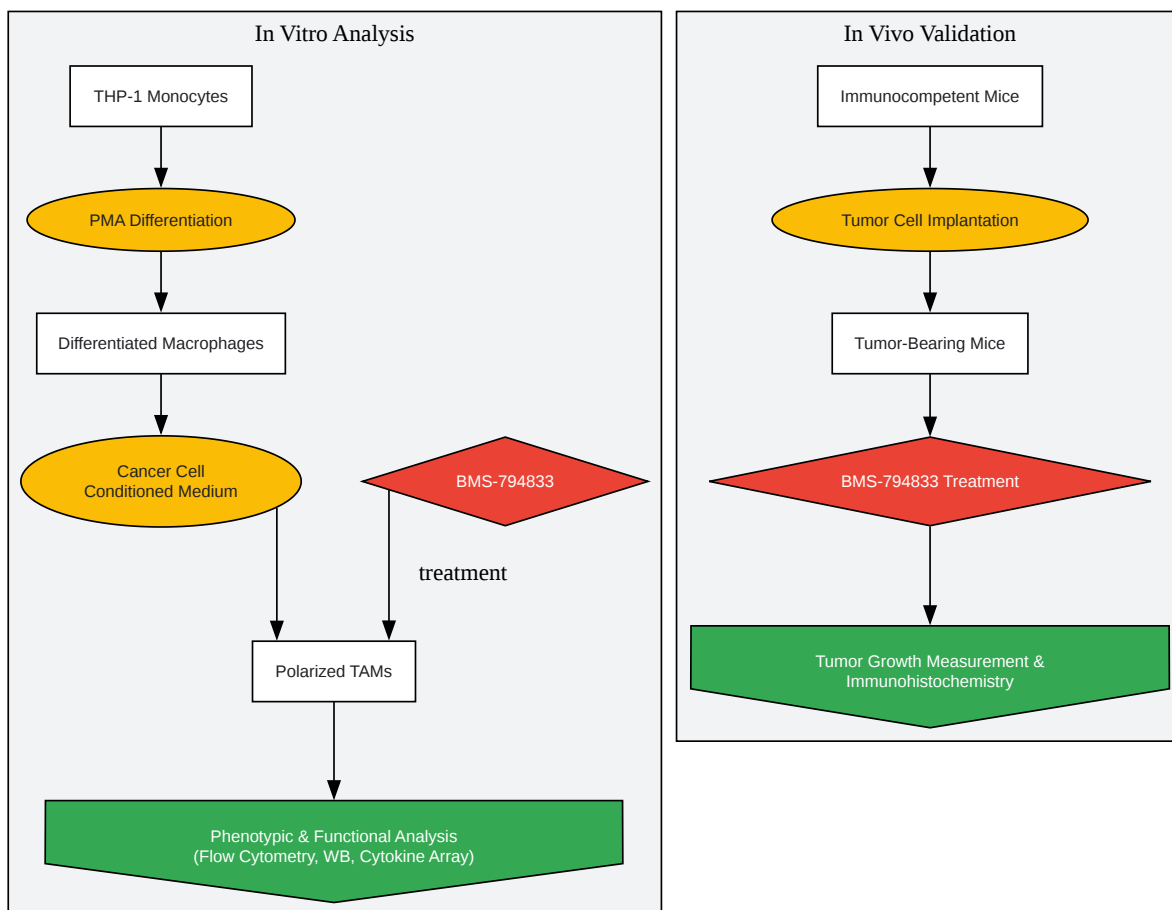 In Vitro Analysis
THP-1 Monocytes
PMA Differentiation
Differentiated Macrophages
Cancer Cell
Conditioned Medium
BMS-794833
treatment
Polarized TAMs
Phenotypic & Functional Analysis
(Flow Cytometry, WB, Cytokine Array)
In Vivo Validation
Immunocompetent Mice
Tumor Cell Implantation
Tumor-Bearing Mice
BMS-794833 Treatment
Tumor Growth Measurement &
Immunohistochemistry